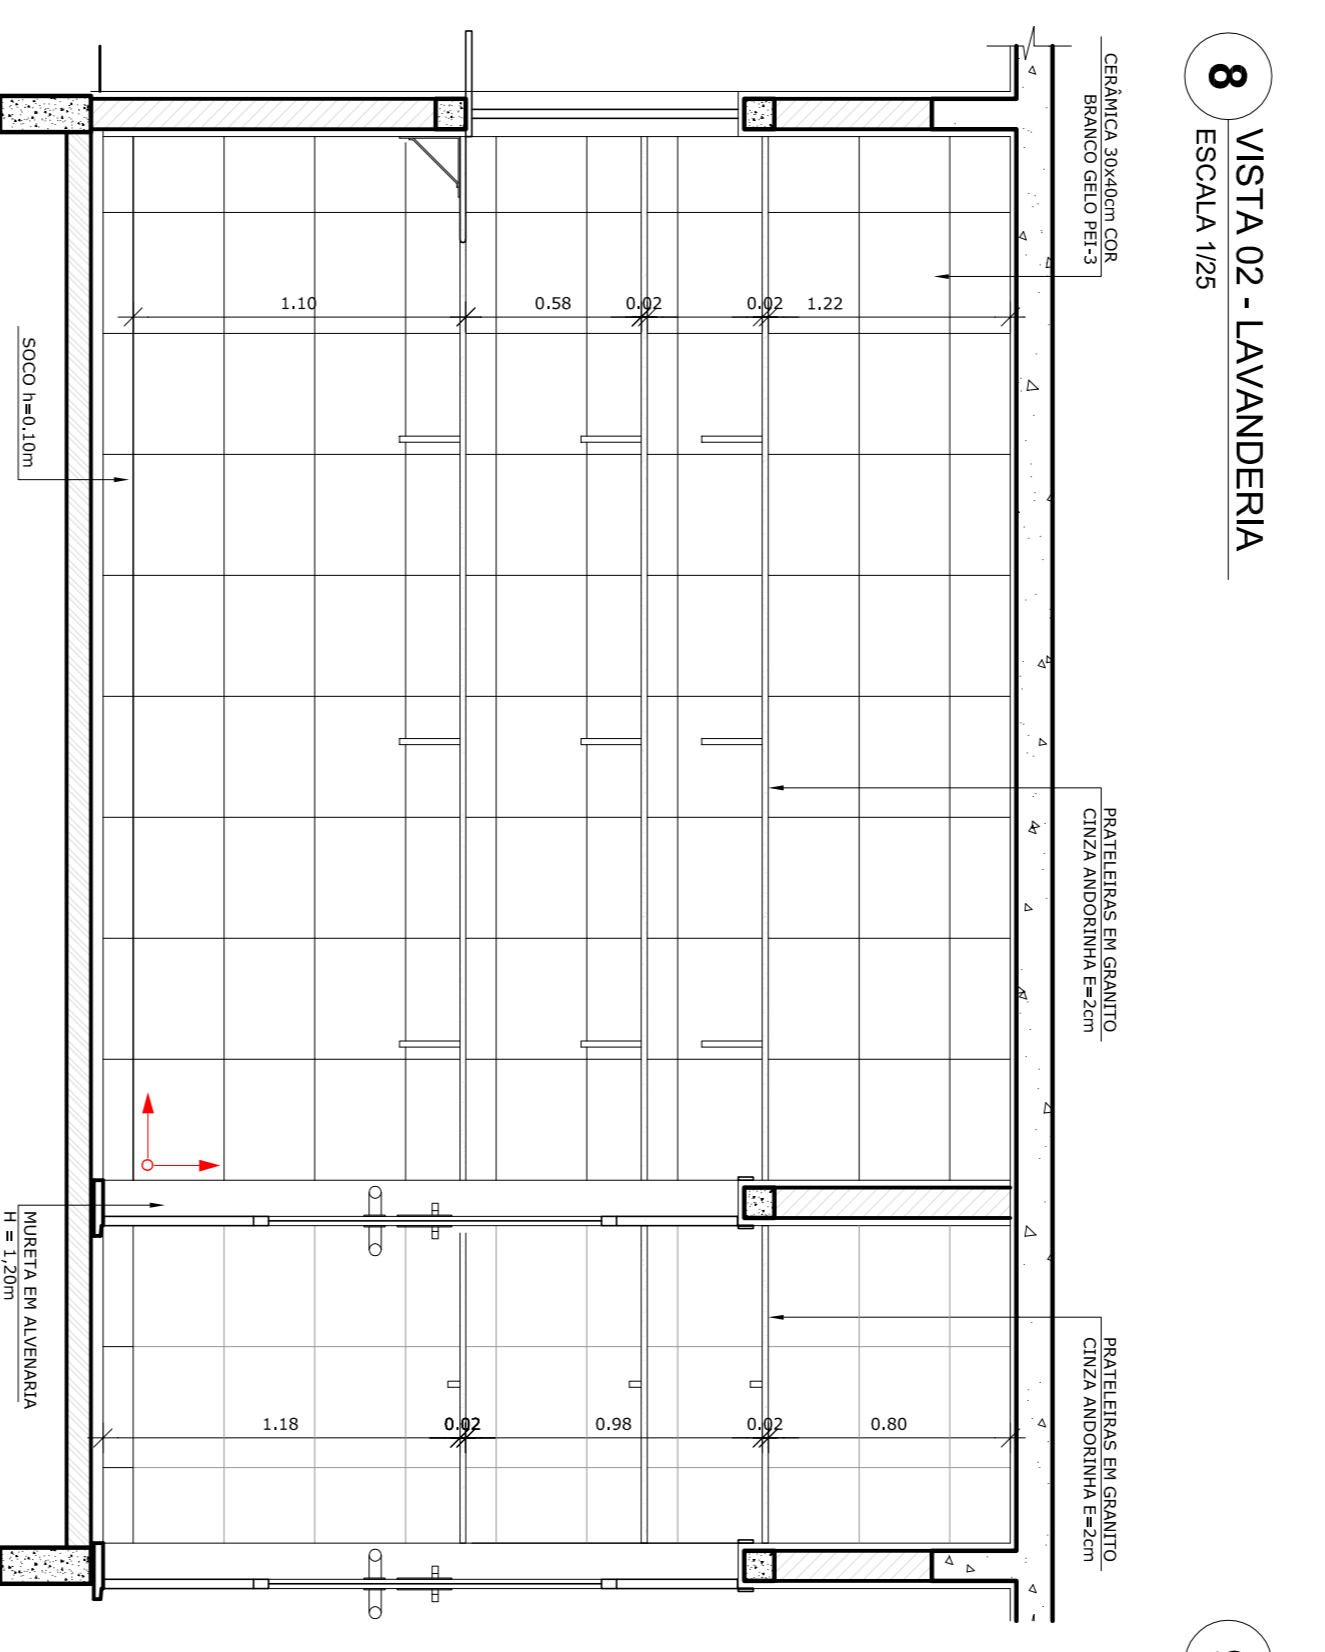 8
VISTA 02 - LAVANDERIA
ESCALA 1/25
CERÂMICA 30x40cm COR
BRANCO GELO PEI-3
PRATELEIRAS EM GRANITO
CINZA ANDORINHA E=2cm
PRATELEIRAS EM GRANITO
CINZA ANDORINHA E=2cm
1.10
0.58
0.02
0.02
1.22
1.18
0.02
0.98
0.02
0.80
SOCO h=0.10m
MURETA EM ALVENARIA
H = 1,20m